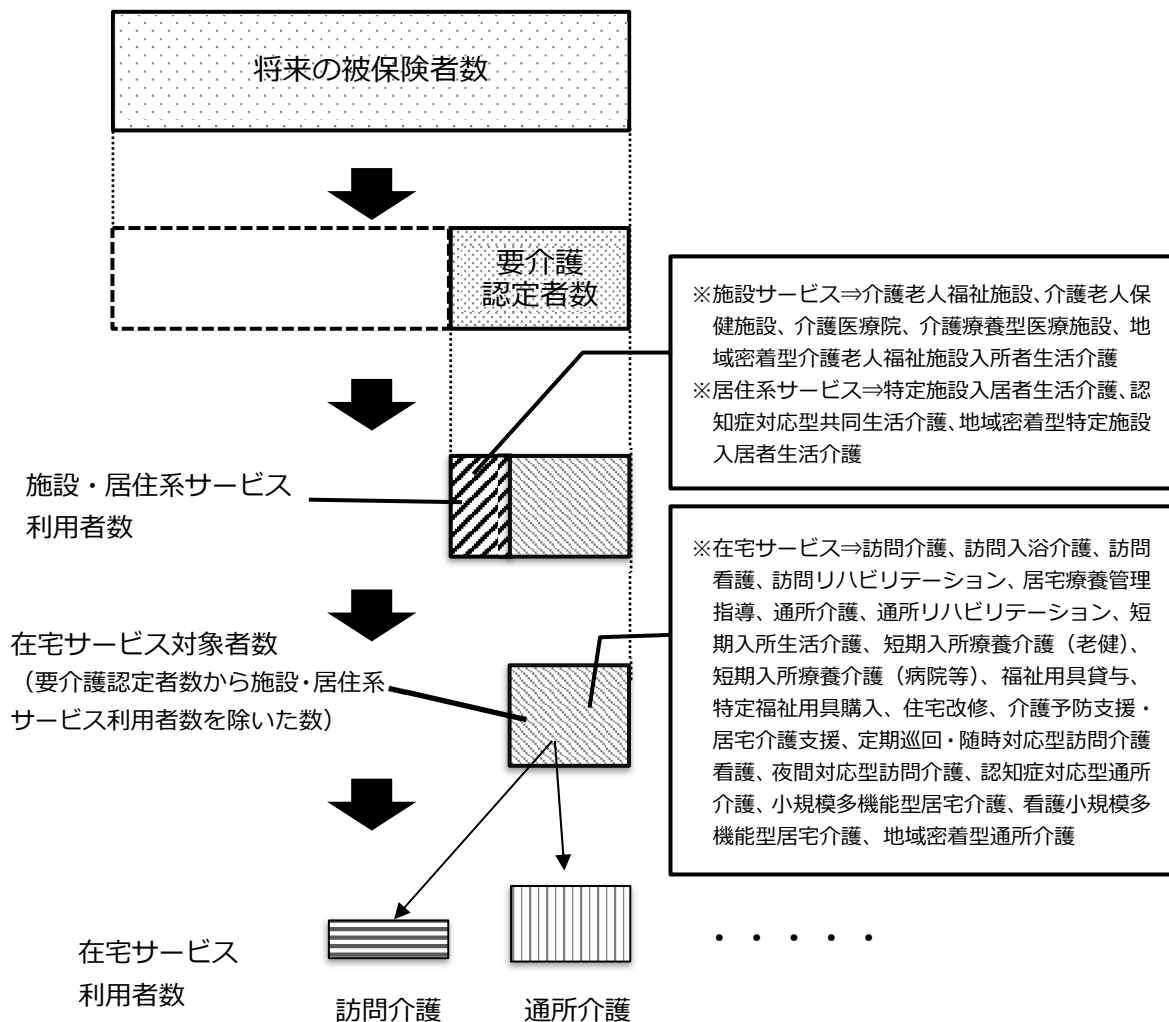 将来の被保険者数
要介護
認定者数
※施設サービス⇒介護老人福祉施設、介護老人保
健施設、介護医療院、介護療養型医療施設、地
域密着型介護老人福祉施設入所者生活介護
※居住系サービス⇒特定施設入居者生活介護、認
知症対応型共同生活介護、地域密着型特定施設
入居者生活介護
施設・居住系サービス
利用者数
※在宅サービス⇒訪問介護、訪問入浴介護、訪問
看護、訪問リハビリテーション、居宅療養管理
指導、通所介護、通所リハビリテーション、短
期入所生活介護、短期入所療養介護（老健）、
短期入所療養介護（病院等）、福祉用具貸与、
特定福祉用具購入、住宅改修、介護予防支援・
居宅介護支援、定期巡回・随時対応型訪問介護
看護、夜間対応型訪問介護、認知症対応型通所
介護、小規模多機能型居宅介護、看護小規模多
機能型居宅介護、地域密着型通所介護
在宅サービス対象者数
（要介護認定者数から施設・居住系
サービス利用者数を除いた数）
在宅サービス
利用者数
訪問介護
通所介護
・・・・・